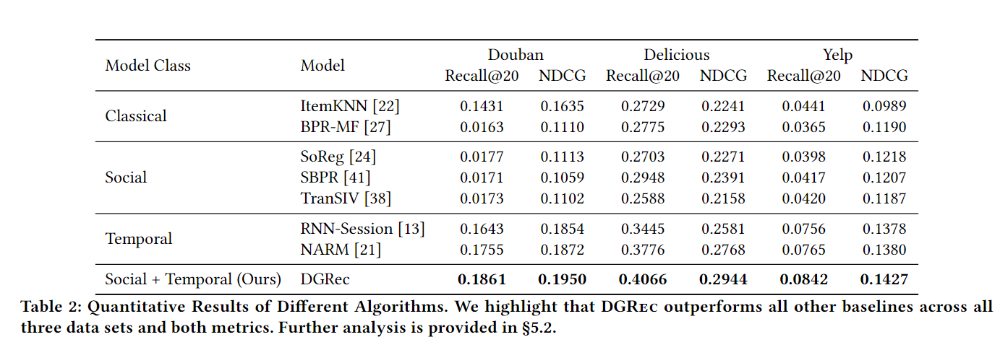 Model Class Model Douban Delicious Yelp
Recall@20 NDCG Recall@20 NDCG Recall@20 NDCG
Classical ItemKNN [22] 0.1431 0.1635 0.2729 0.2241 0.0441 0.0989
BPR-MF [27] 0.0163 0.1110 0.2775 0.2293 0.0365 0.1190
Social SoReg [24] 0.0177 0.1113 0.2703 0.2271 0.0398 0.1218
SBPR [41] 0.0171 0.1059 0.2948 0.2391 0.0417 0.1207
TranSIV [38] 0.0173 0.1102 0.2588 0.2158 0.0420 0.1187
Temporal RNN-Session [13] 0.1643 0.1854 0.3445 0.2581 0.0756 0.1378
NARM [21] 0.1755 0.1872 0.3776 0.2768 0.0765 0.1380
Social + Temporal (Ours) DGRec 0.1861 0.1950 0.4066 0.2944 0.0842 0.1427
Table 2: Quantitative Results of Different Algorithms. We highlight that DGREC outperforms all other baselines across all
three data sets and both metrics. Further analysis is provided in §5.2.